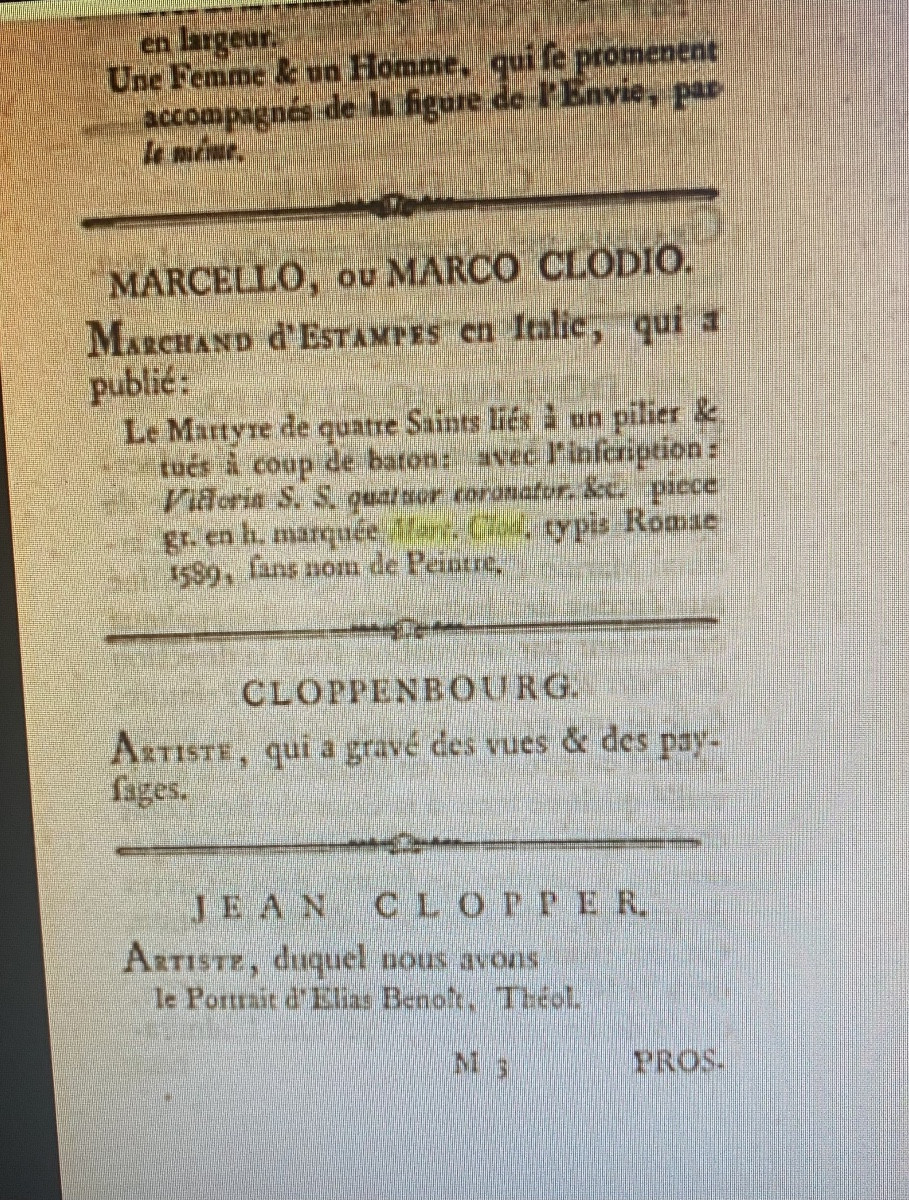 en largeur.
Une Femme & un Homme, qui ſe promenent
accompagnés de la figure de l'Envie, par
le même.
MARCELLO, ou MARCO CLODIO.
MARCHAND d'ESTAMPES en Italie, qui a
publié:
Le Martyre de quatre Saints liés à un pilier &
tués à coup de baton: avec l'inſcription:
Victoria S. S. quatuor coronator. &c. piece
gr. en h. marquée Marc. Clod. typis Romae
1589, ſans nom de Peintre.
CLOPPENBOURG.
ARTISTE, qui a gravé des vues & des pay-
ſages.
JEAN CLOPPER.
ARTISTE, duquel nous avons
le Portrait d'Elias Benoît, Théol.
M 3 PROS-